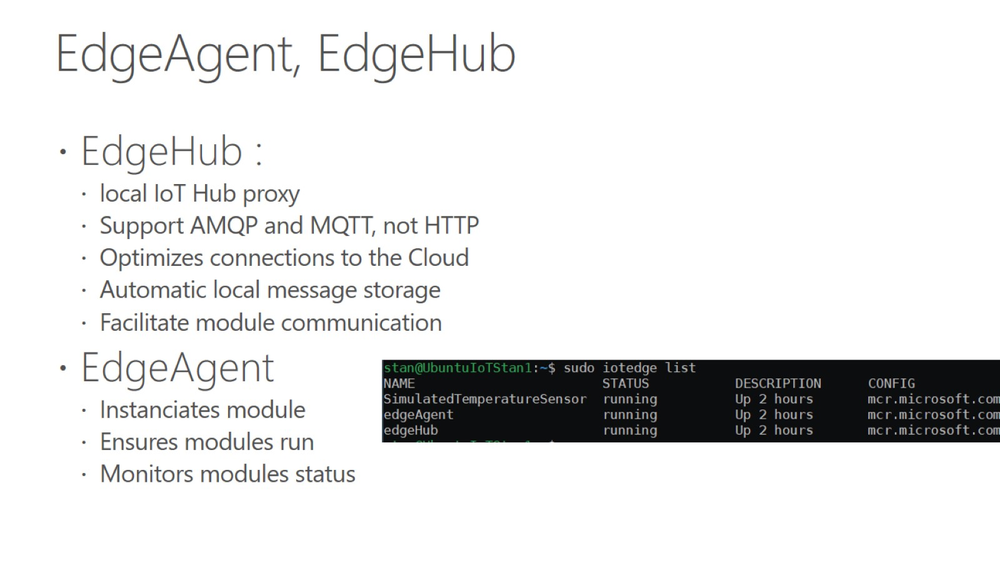 EdgeAgent, EdgeHub
• EdgeHub :
• local IoT Hub proxy
• Support AMQP and MQTT, not HTTP
• Optimizes connections to the Cloud
• Automatic local message storage
• Facilitate module communication
• EdgeAgent
• Instanciates module
• Ensures modules run
• Monitors modules status
stan@UbuntuIoTStan1:~$ sudo iotedge list
NAME STATUS DESCRIPTION CONFIG
SimulatedTemperatureSensor running Up 2 hours mcr.microsoft.com
edgeAgent running Up 2 hours mcr.microsoft.com
edgeHub running Up 2 hours mcr.microsoft.com